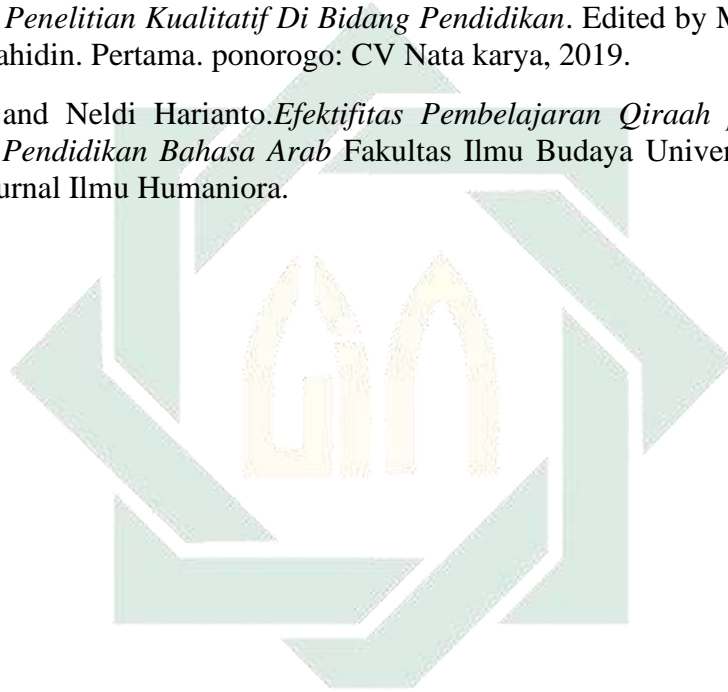 Penelitian Kualitatif Di Bidang Pendidikan. Edited by M
ahidin. Pertama. ponorogo: CV Nata karya, 2019.
and Neldi Harianto.Efektifitas Pembelajaran Qiraah
Pendidikan Bahasa Arab Fakultas Ilmu Budaya Univer
urnal Ilmu Humaniora.